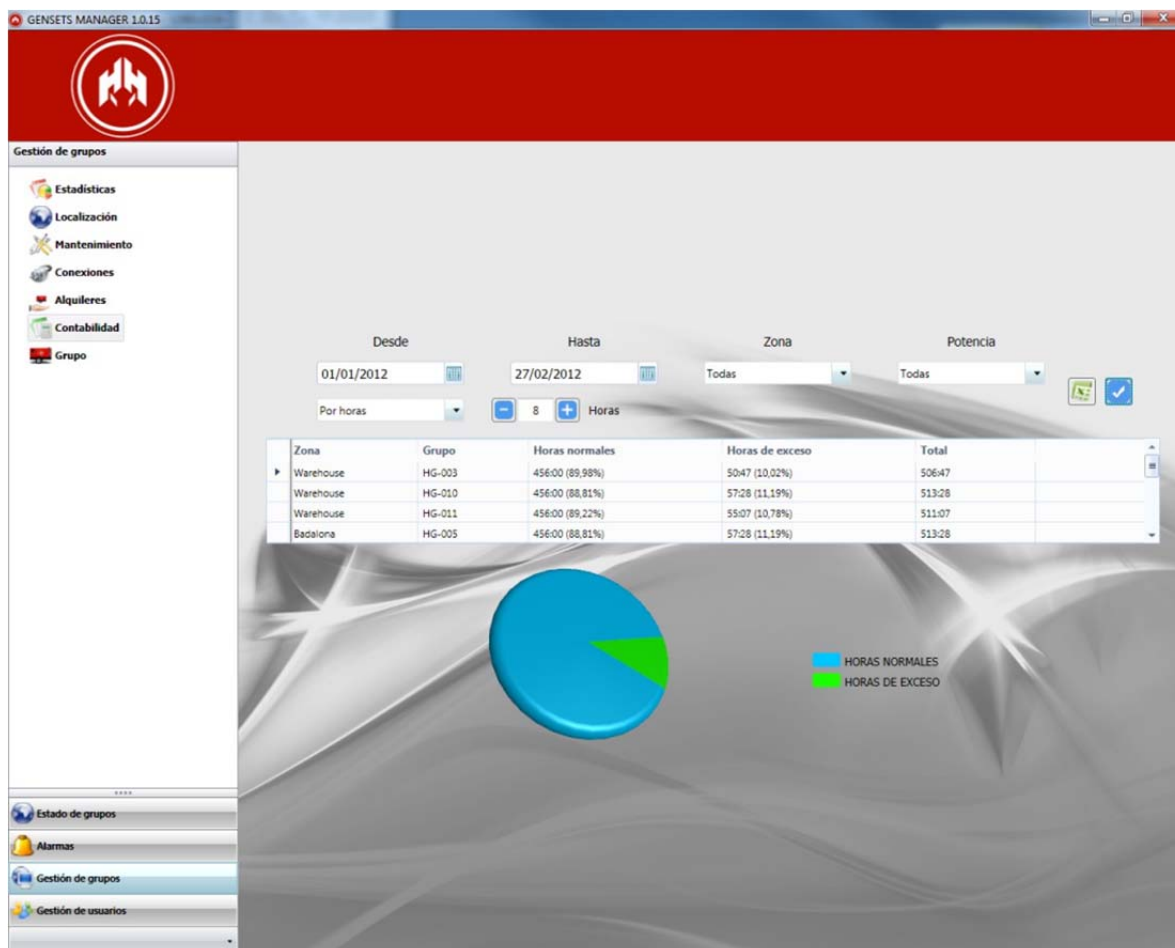 GENSETS MANAGER 1.0.15
Gestión de grupos
Estadísticas
Localización
Mantenimiento
Conexiones
Alquileres
Contabilidad
Grupo
Desde Hasta Zona Potencia
01/01/2012 27/02/2012 Todas Todas
Por horas 8 Horas
Zona Grupo Horas normales Horas de exceso Total
Warehouse HG-003 456:00 (89,98%) 50:47 (10,02%) 506:47
Warehouse HG-010 456:00 (88,81%) 57:28 (11,19%) 513:28
Warehouse HG-011 456:00 (89,22%) 55:07 (10,78%) 511:07
Badalona HG-005 456:00 (88,81%) 57:28 (11,19%) 513:28
HORAS NORMALES
HORAS DE EXCESO
Estado de grupos
Alarmas
Gestión de grupos
Gestión de usuarios